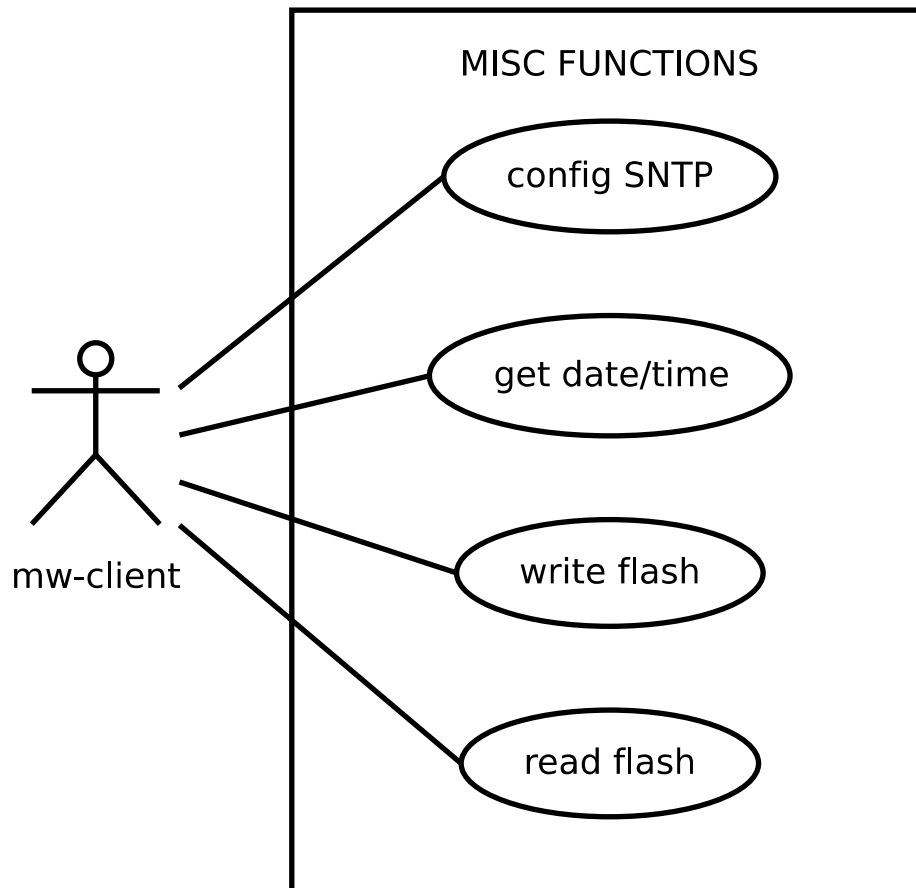 MISC FUNCTIONS
config SNTP
get date/time
write flash
mw-client
read flash